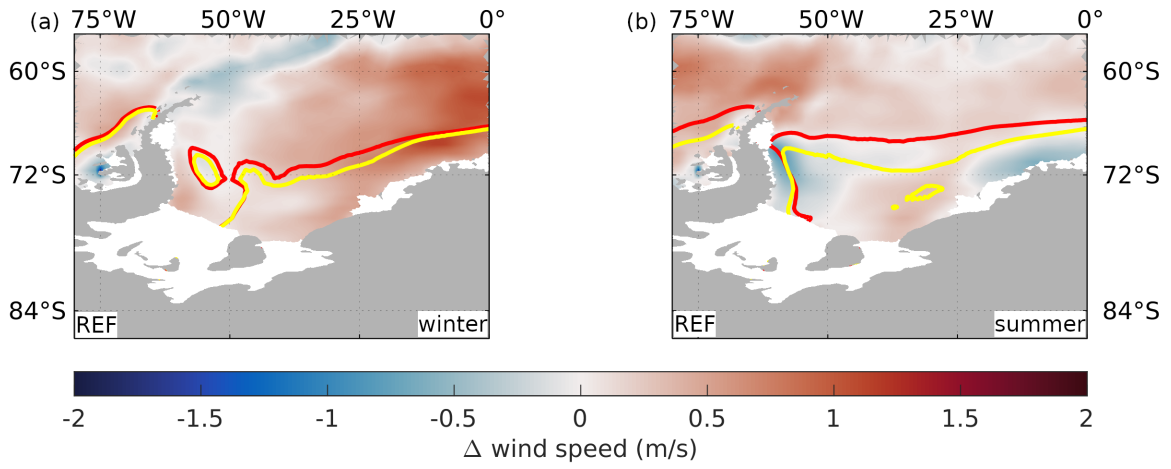 (a) 75°W 50°W 25°W 0° (b) 75°W 50°W 25°W 0°
60°S 60°S
72°S 72°S
84°S 84°S
REF winter REF summer
-2 -1.5 -1 -0.5 0 0.5 1 1.5 2
Δ wind speed (m/s)